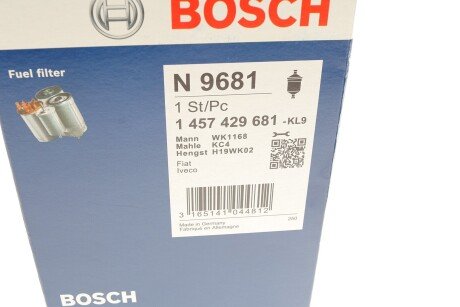 BOSCH
Fuel filter
N 9681
1 St/Pc
1 457 429 681 -KL9
Mann WK1168
Mahle KC4
Hengst H19WK02
Fiat
Iveco
3 165141 044812
Made in Germany
Fabriqué en Allemagne
BOSCH